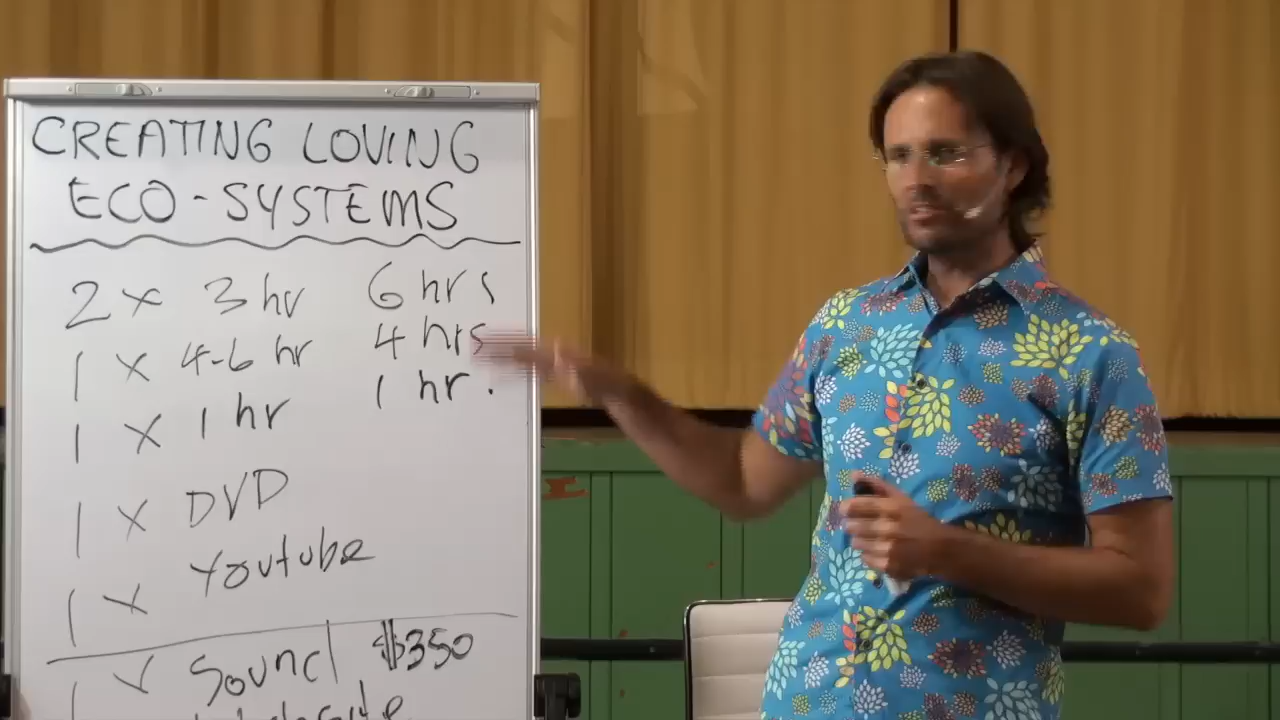 CREATING LOVING
ECO-SYSTEMS
2 x 3 hr 6 hrs
1 x 4-6 hr 4 hrs
1 x 1 hr 1 hr.
1 x DVD
1 x Youtube
1 x Sound $350